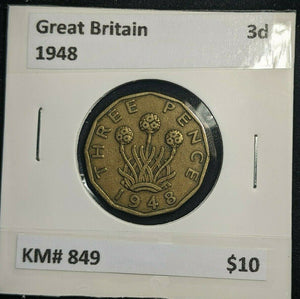 Great Britain 3d
1948
THREE PENCE
1948
KM# 849 $10